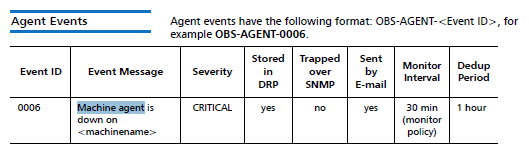 Agent Events
Agent events have the following format: OBS-AGENT-<Event ID>, for
example OBS-AGENT-0006.
Event ID Event Message Severity Stored in DRP Trapped over SNMP Sent by E-mail Monitor Interval Dedup Period
0006 Machine agent is down on <machinename> CRITICAL yes no yes 30 min (monitor policy) 1 hour